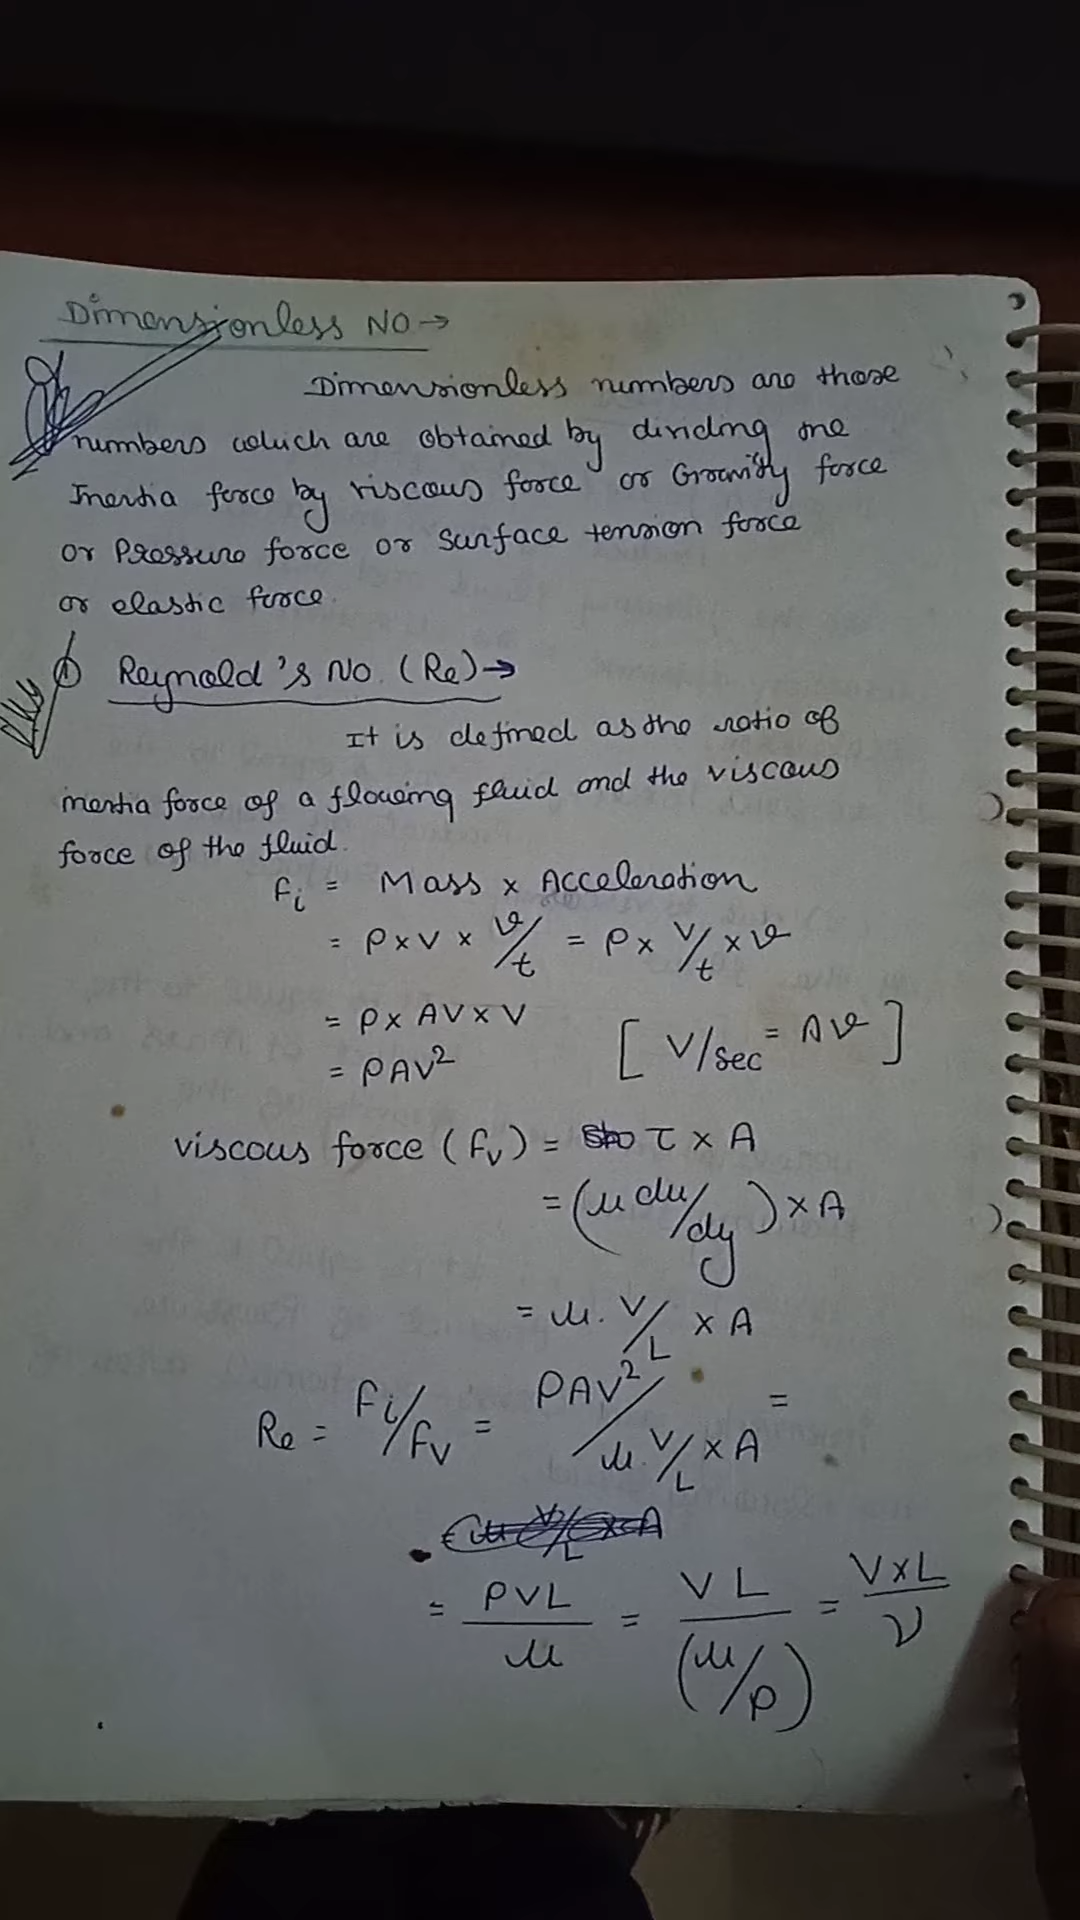 Dimensionless NO →
Dimensionless numbers are those
numbers which are obtained by dividing one
Inertia force by viscous force or Gravity force
or Pressure force or surface tension force
or elastic force.
① Reynold's NO. (Re) →
It is defined as the ratio of
inertia force of a flowing fluid and the viscous
force of the fluid.
Fi = Mass x Acceleration
= ρ x V x v/t = ρ x V/t x v
= ρ x AV x V
= ρAV² [V/sec = Av]
viscous force (Fv) = τ x A
= (μ du/dy) x A
= μ. V/L x A
Re = Fi/Fv = ρAV² / μ. V/L x A =
= ρVL/μ = VL/(μ/ρ) = VxL/ν